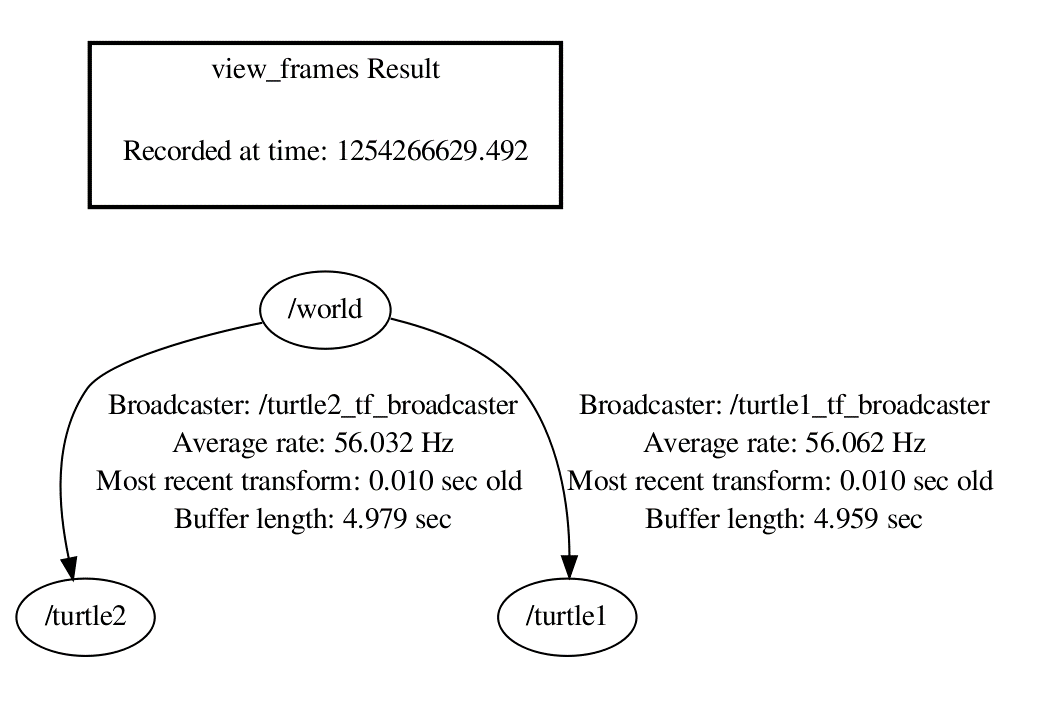 view_frames Result
Recorded at time: 1254266629.492
/world
Broadcaster: /turtle2_tf_broadcaster
Average rate: 56.032 Hz
Most recent transform: 0.010 sec old
Buffer length: 4.979 sec
Broadcaster: /turtle1_tf_broadcaster
Average rate: 56.062 Hz
Most recent transform: 0.010 sec old
Buffer length: 4.959 sec
/turtle2
/turtle1